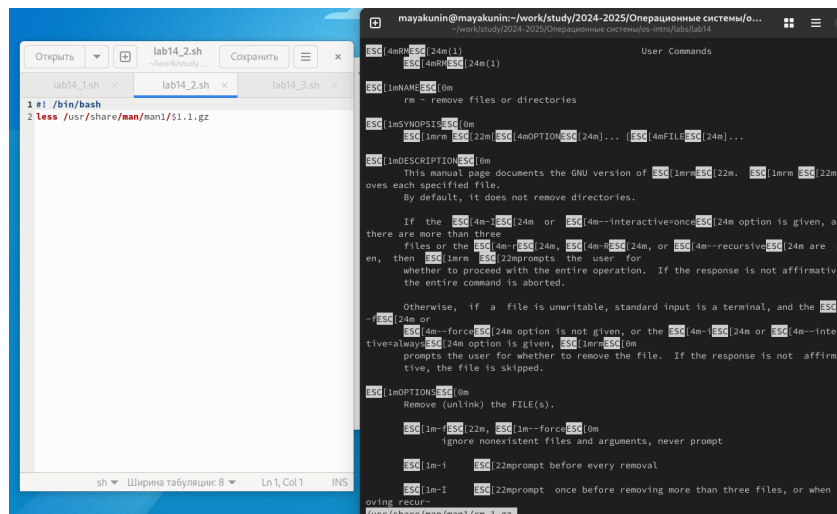 Открыть
lab14_2.sh
~/work/study...
Сохранить
lab14_1.sh
lab14_2.sh
lab14_3.sh
1 #! /bin/bash
2 less /usr/share/man/man1/$1.1.gz
sh
Ширина табуляции: 8
Ln 1, Col 1
INS
mayakunin@mayakunin:~/work/study/2024-2025/Операционные системы/o...
~/work/study/2024-2025/Операционные системы/os-intro/labs/lab14
ESC[4mRMESC[24m(1) User Commands
ESC[4mRMESC[24m(1)
ESC[1mNAMEESC[0m
rm - remove files or directories
ESC[1mSYNOPSISESC[0m
ESC[1mrm ESC[22m[ESC[4mOPTIONESC[24m]... [ESC[4mFILEESC[24m]...
ESC[1mDESCRIPTIONESC[0m
This manual page documents the GNU version of ESC[1mrmESC[22m. ESC[1mrm ESC[22m
oves each specified file.
By default, it does not remove directories.
If the ESC[4m-IESC[24m or ESC[4m--interactive=onceESC[24m option is given, a
there are more than three
files or the ESC[4m-rESC[24m, ESC[4m-RESC[24m, or ESC[4m--recursiveESC[24m are
en, then ESC[1mrm ESC[22mprompts the user for
whether to proceed with the entire operation. If the response is not affirmativ
the entire command is aborted.
Otherwise, if a file is unwritable, standard input is a terminal, and the ESC
-fESC[24m or
ESC[4m--forceESC[24m option is not given, or the ESC[4m-iESC[24m or ESC[4m--inte
tive=alwaysESC[24m option is given, ESC[1mrmESC[0m
prompts the user for whether to remove the file. If the response is not affirm
tive, the file is skipped.
ESC[1mOPTIONSESC[0m
Remove (unlink) the FILE(s).
ESC[1m-fESC[22m, ESC[1m--forceESC[0m
ignore nonexistent files and arguments, never prompt
ESC[1m-i ESC[22mprompt before every removal
ESC[1m-I ESC[22mprompt once before removing more than three files, or when
oving recur-
/usr/share/man/man1/rm.1.gz